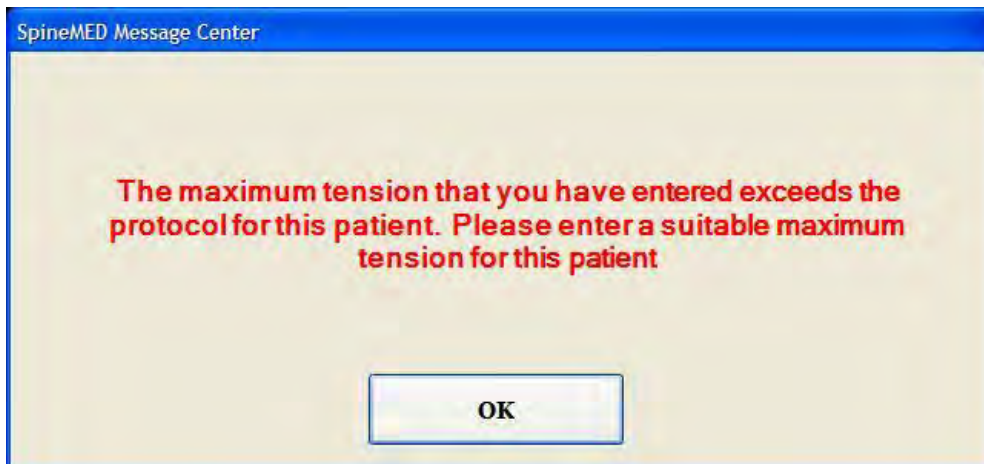 SpineMED Message Center
The maximum tension that you have entered exceeds the
protocol for this patient. Please enter a suitable maximum
tension for this patient
OK